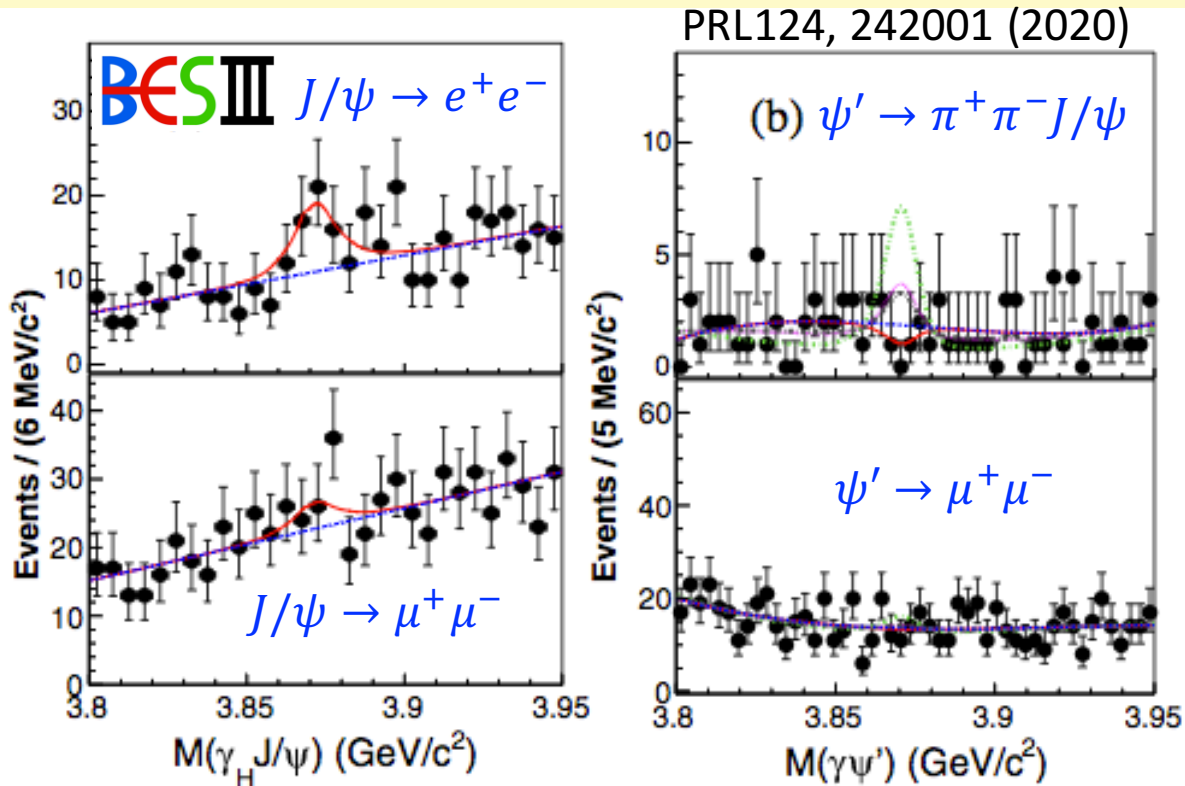 PRL124, 242001 (2020)
BESIII
J/ψ → e⁺e⁻
30
20
10
0
Events / (6 MeV/c²)
40
30
20
10
0
J/ψ → μ⁺μ⁻
3.8 3.85 3.9 3.95
M(γ_H J/ψ) (GeV/c²)
(b) ψ′ → π⁺π⁻J/ψ
10
5
0
Events / (5 MeV/c²)
60
40
20
0
ψ′ → μ⁺μ⁻
3.8 3.85 3.9 3.95
M(γψ′) (GeV/c²)